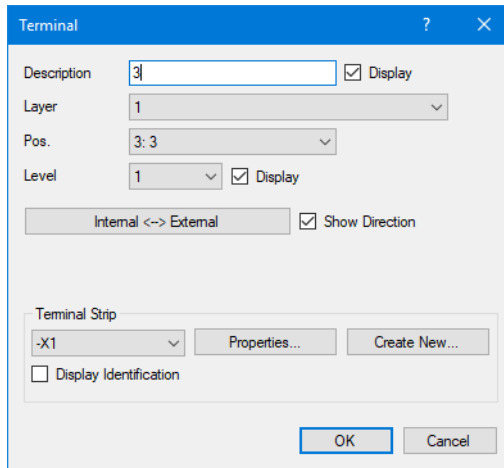 Terminal ?
Description 3 Display
Layer 1
Pos. 3: 3
Level 1 Display
Internal <--> External Show Direction
Terminal Strip
-X1 Properties... Create New...
Display Identification
OK Cancel